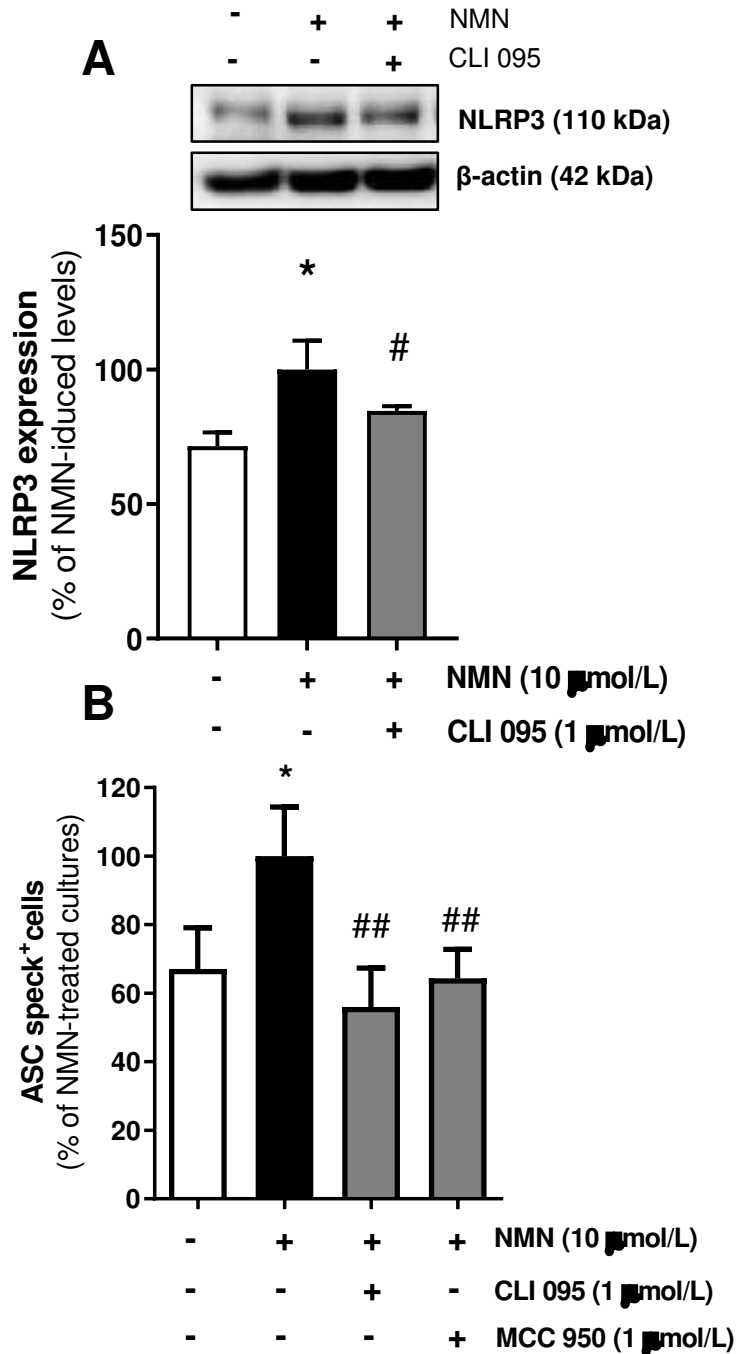 - + + NMN
A
- - + CLI 095
NLRP3 (110 kDa)
β-actin (42 kDa)
NLRP3 expression
(% of NMN-iduced levels)
150
100
50
0
*
#
- + + NMN (10 μmol/L)
- - + CLI 095 (1 μmol/L)
B
ASC speck⁺cells
(% of NMN-treated cultures)
120
100
80
60
40
20
0
*
##
##
- + + + NMN (10 μmol/L)
- - + - CLI 095 (1 μmol/L)
- - - + MCC 950 (1 μmol/L)